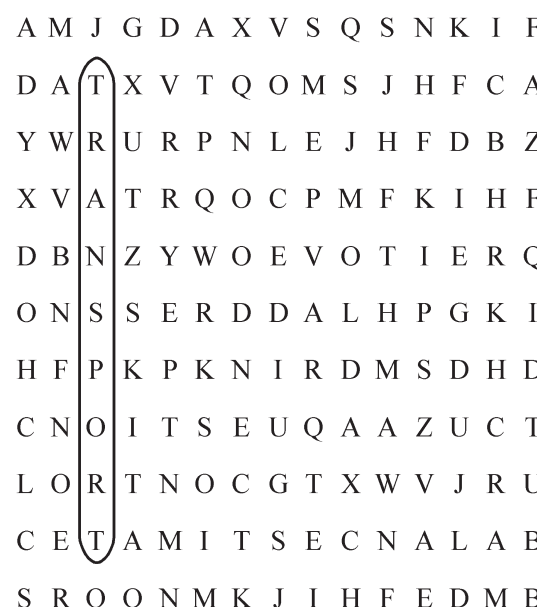 A M J G D A X V S Q S N K I F
D A T X V T Q O M S J H F C A
Y W R U R P N L E J H F D B Z
X V A T R Q O C P M F K I H F
D B N Z Y W O E V O T I E R Q
O N S S E R D D A L H P G K I
H F P K P K N I R D M S D H D
C N O I T S E U Q A A Z U C T
L O R T N O C G T X W V J R U
C E T A M I T S E C N A L A B
S R Q O N M K J I H F E D M B